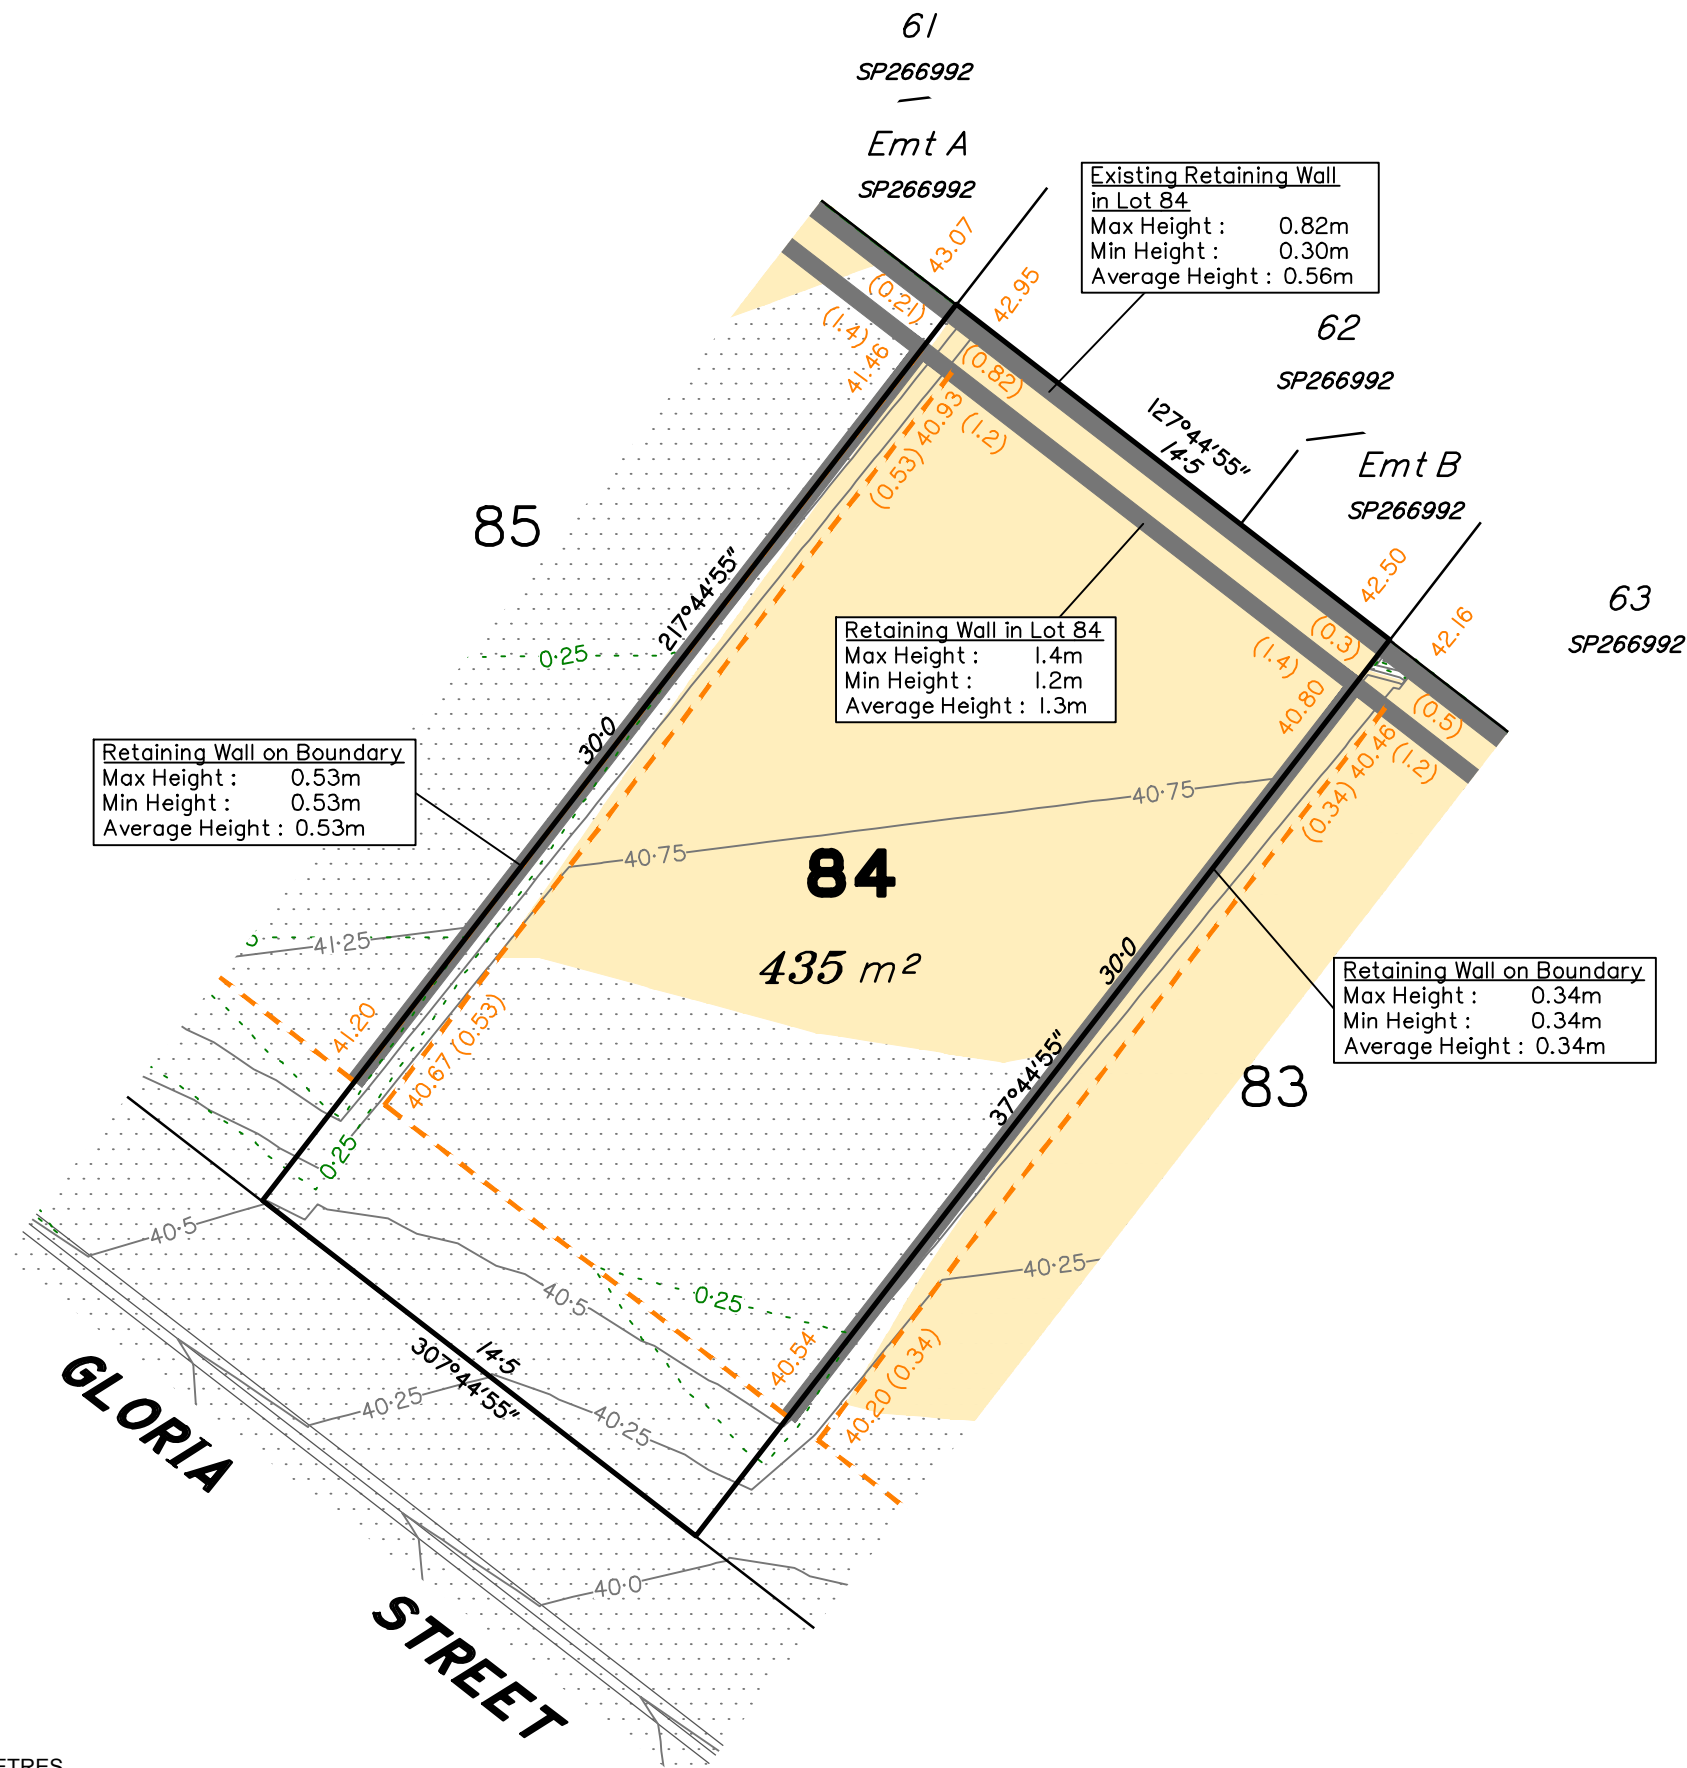 61
SP266992
Emt A
SP266992
Existing Retaining Wall
in Lot 84
Max Height : 0.82m
Min Height : 0.30m
Average Height : 0.56m
43.07
42.95
(0.21)
(1.4)
41.46
(0.82)
40.93
(0.53)
(1.2)
62
SP266992
127°44'55"
14.5
Emt B
SP266992
42.50
42.16
63
SP266992
85
217°44'55"
0.25
30.0
Retaining Wall in Lot 84
Max Height : 1.4m
Min Height : 1.2m
Average Height : 1.3m
(0.3)
(1.4)
40.80
(0.5)
(1.2)
40.46
(0.34)
Retaining Wall on Boundary
Max Height : 0.53m
Min Height : 0.53m
Average Height : 0.53m
40.75
40.75
84
435 m²
41.25
30.0
Retaining Wall on Boundary
Max Height : 0.34m
Min Height : 0.34m
Average Height : 0.34m
41.20
40.67 (0.53)
37°44'55"
83
0.25
40.5
40.5
0.25
40.25
40.54
40.20 (0.34)
14.5
307°44'55"
40.25
40.25
40.0
GLORIA
STREET
ETRES